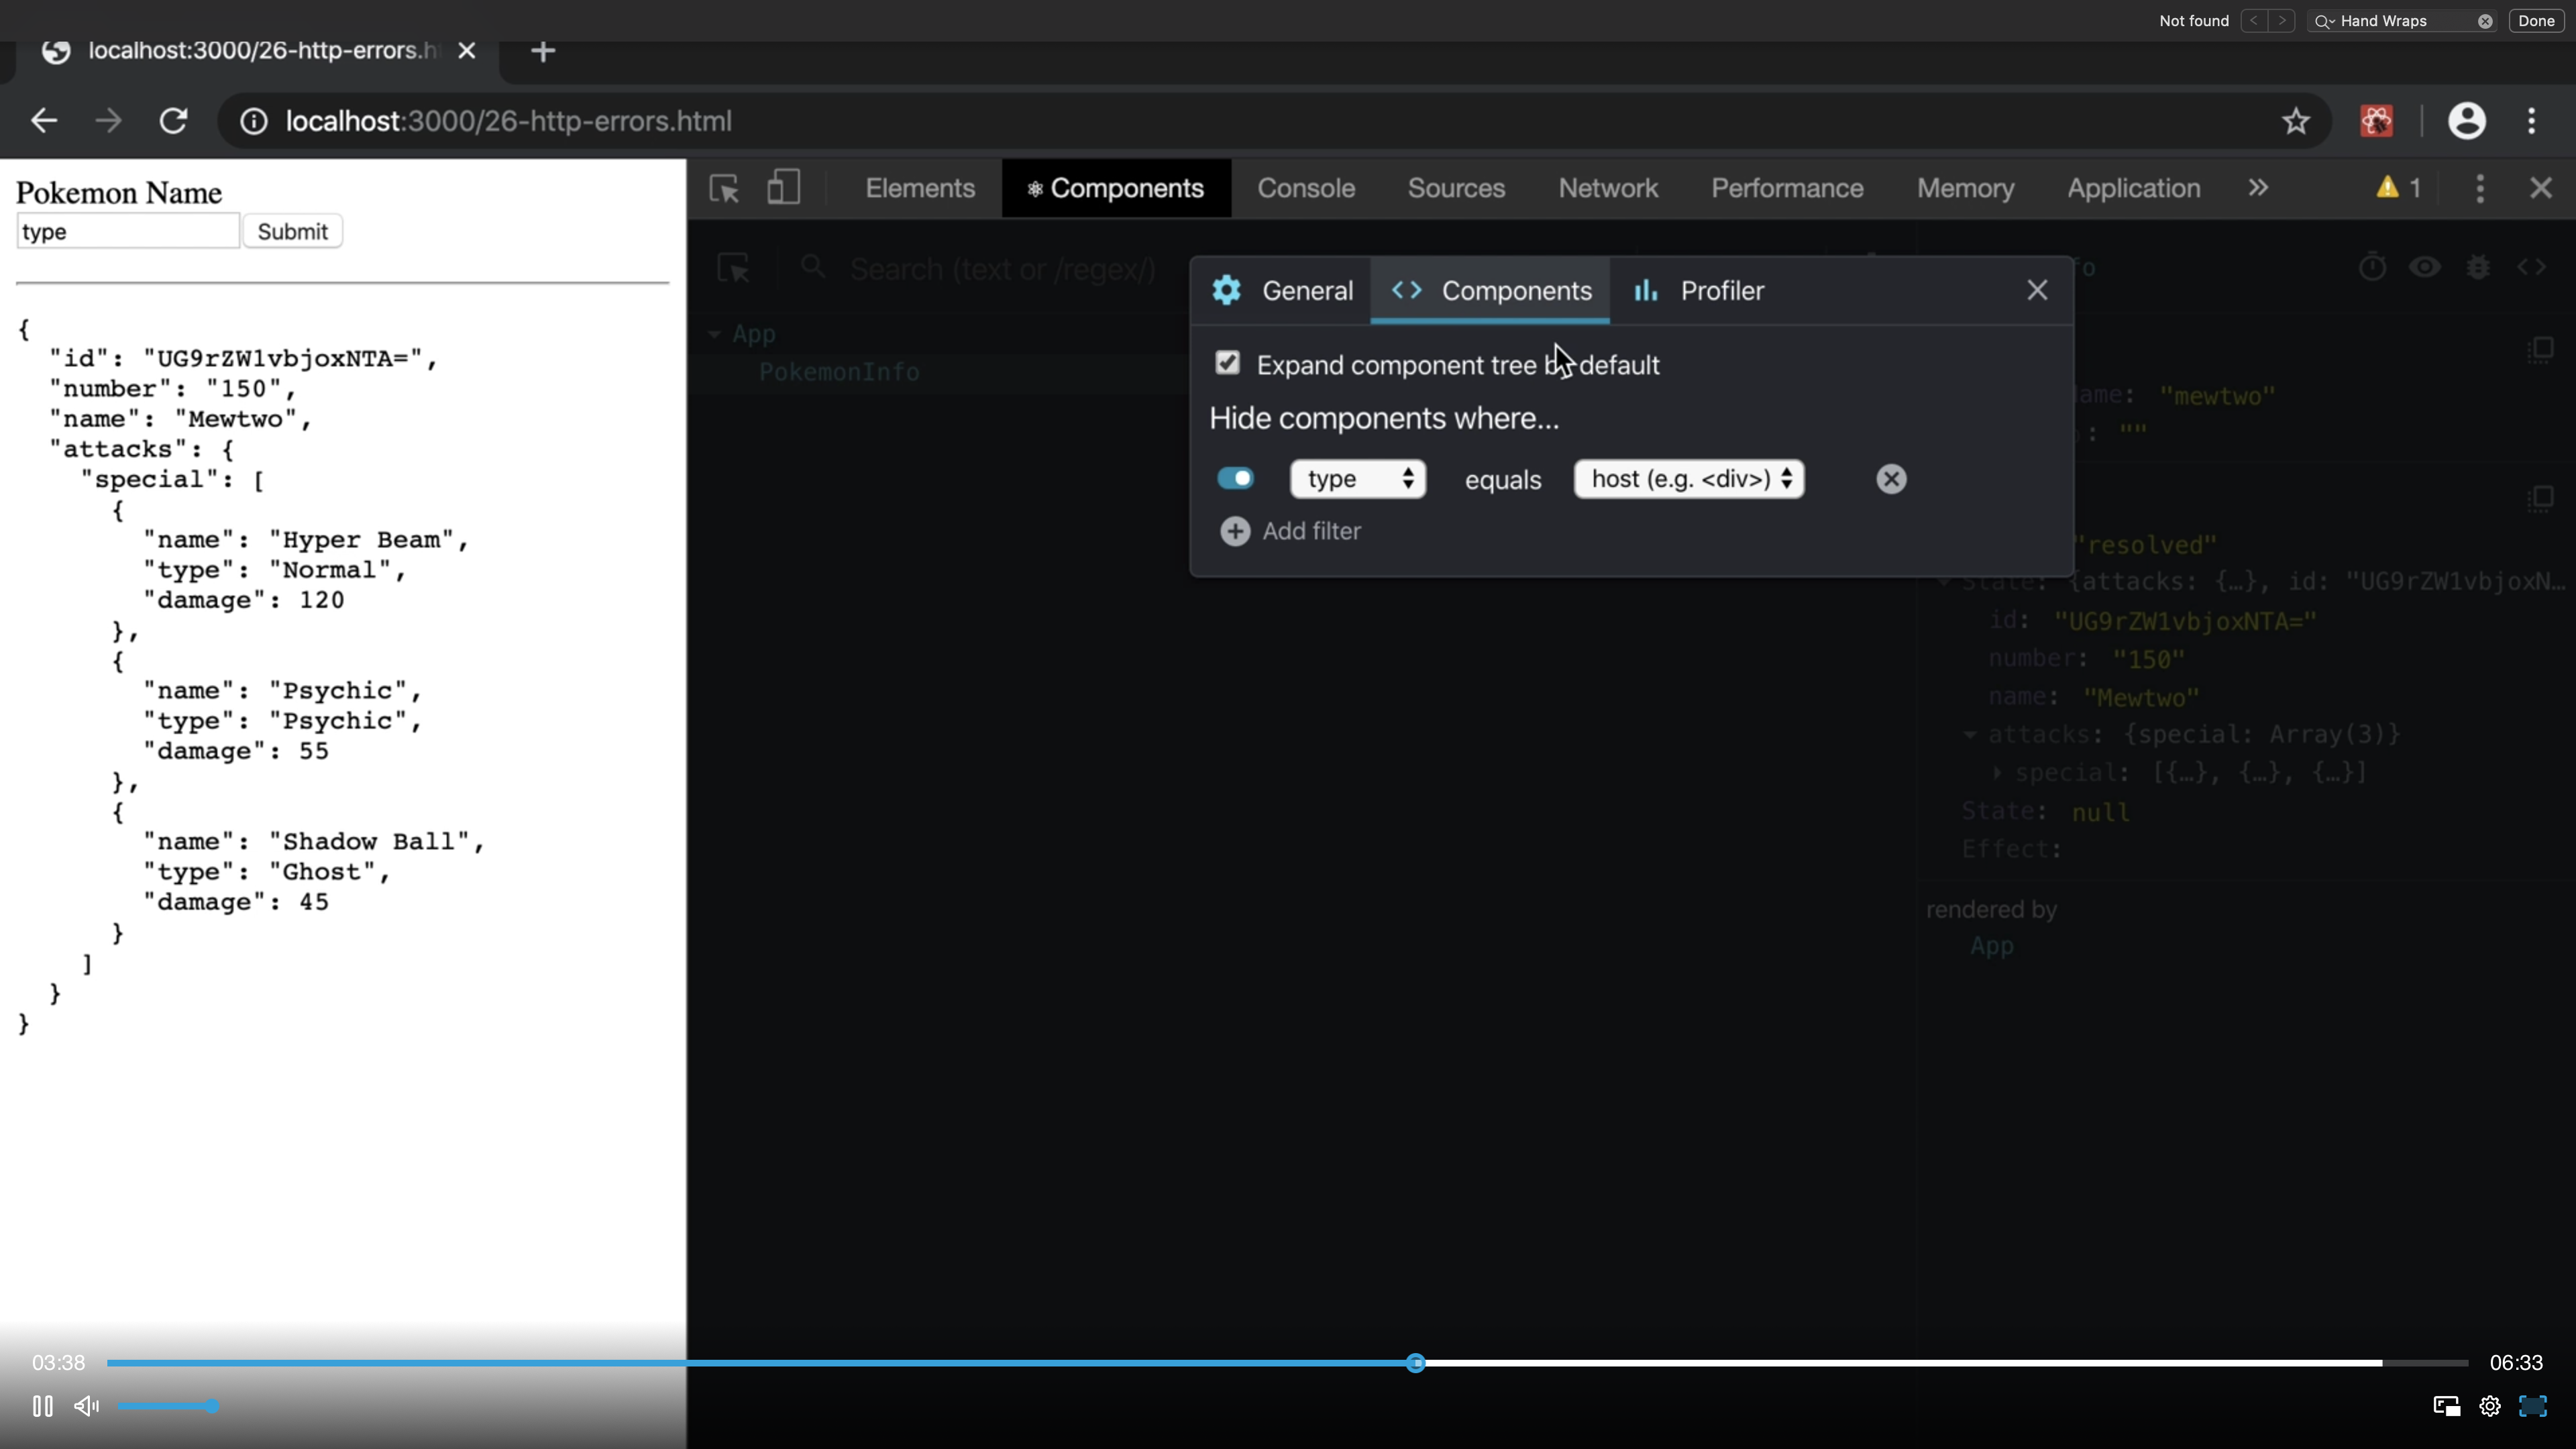 Not found
Hand Wraps
Done
localhost:3000/26-http-errors.h
localhost:3000/26-http-errors.html
Pokemon Name
type
Submit
{
"id": "UG9rZW1vbjoxNTA=",
"number": "150",
"name": "Mewtwo",
"attacks": {
"special": [
{
"name": "Hyper Beam",
"type": "Normal",
"damage": 120
},
{
"name": "Psychic",
"type": "Psychic",
"damage": 55
},
{
"name": "Shadow Ball",
"type": "Ghost",
"damage": 45
}
]
}
}
Elements
Components
Console
Sources
Network
Performance
Memory
Application
1
Search (text or /regex/)
App
PokemonInfo
General
Components
Profiler
Expand component tree by default
Hide components where...
type equals host (e.g. <div>)
Add filter
fo
ame: "mewtwo"
: ""
"resolved"
State: {attacks: {…}, id: "UG9rZW1vbjoxN…
id: "UG9rZW1vbjoxNTA="
number: "150"
name: "Mewtwo"
attacks: {special: Array(3)}
special: [{…}, {…}, {…}]
State: null
Effect:
rendered by
App
03:38
06:33